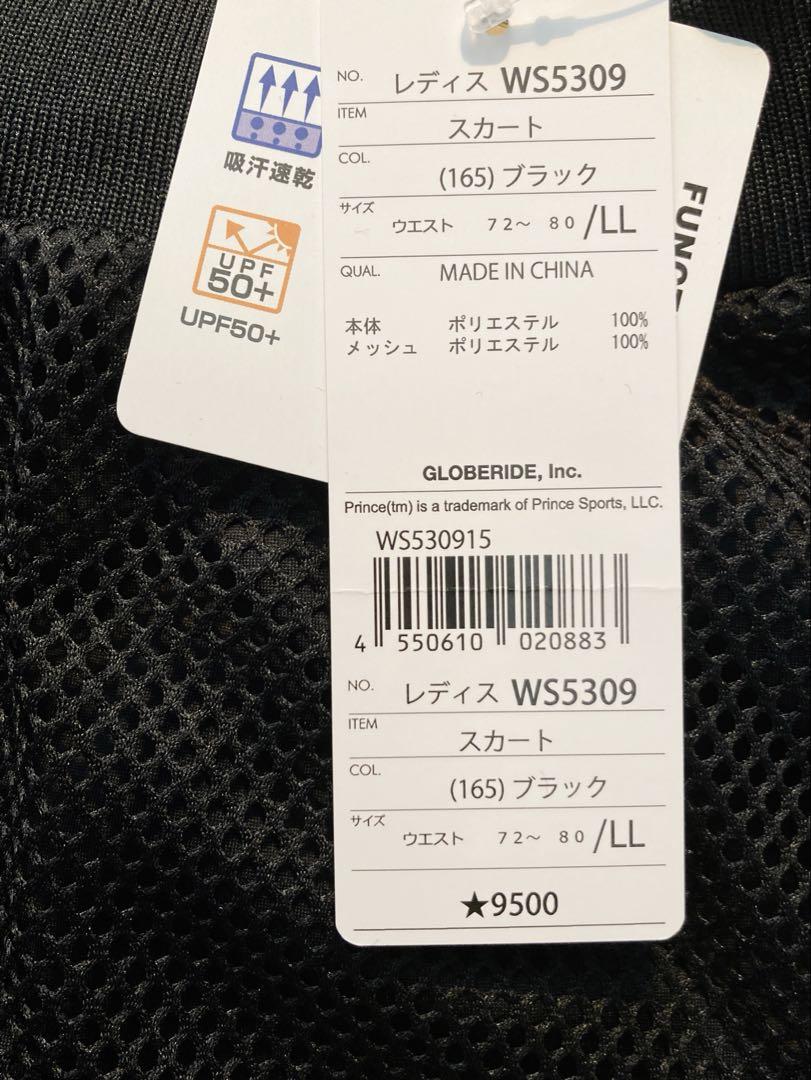 吸汗速乾
UPF
50+
UPF50+
NO. レディス WS5309
ITEM
スカート
COL.
(165) ブラック
サイズ
ウエスト 72～ 80/LL
QUAL. MADE IN CHINA
本体 ポリエステル 100%
メッシュ ポリエステル 100%
GLOBERIDE, Inc.
Prince(tm) is a trademark of Prince Sports, LLC.
WS530915
4 550610 020883
NO. レディス WS5309
ITEM
スカート
COL.
(165) ブラック
サイズ
ウエスト 72～ 80/LL
★9500